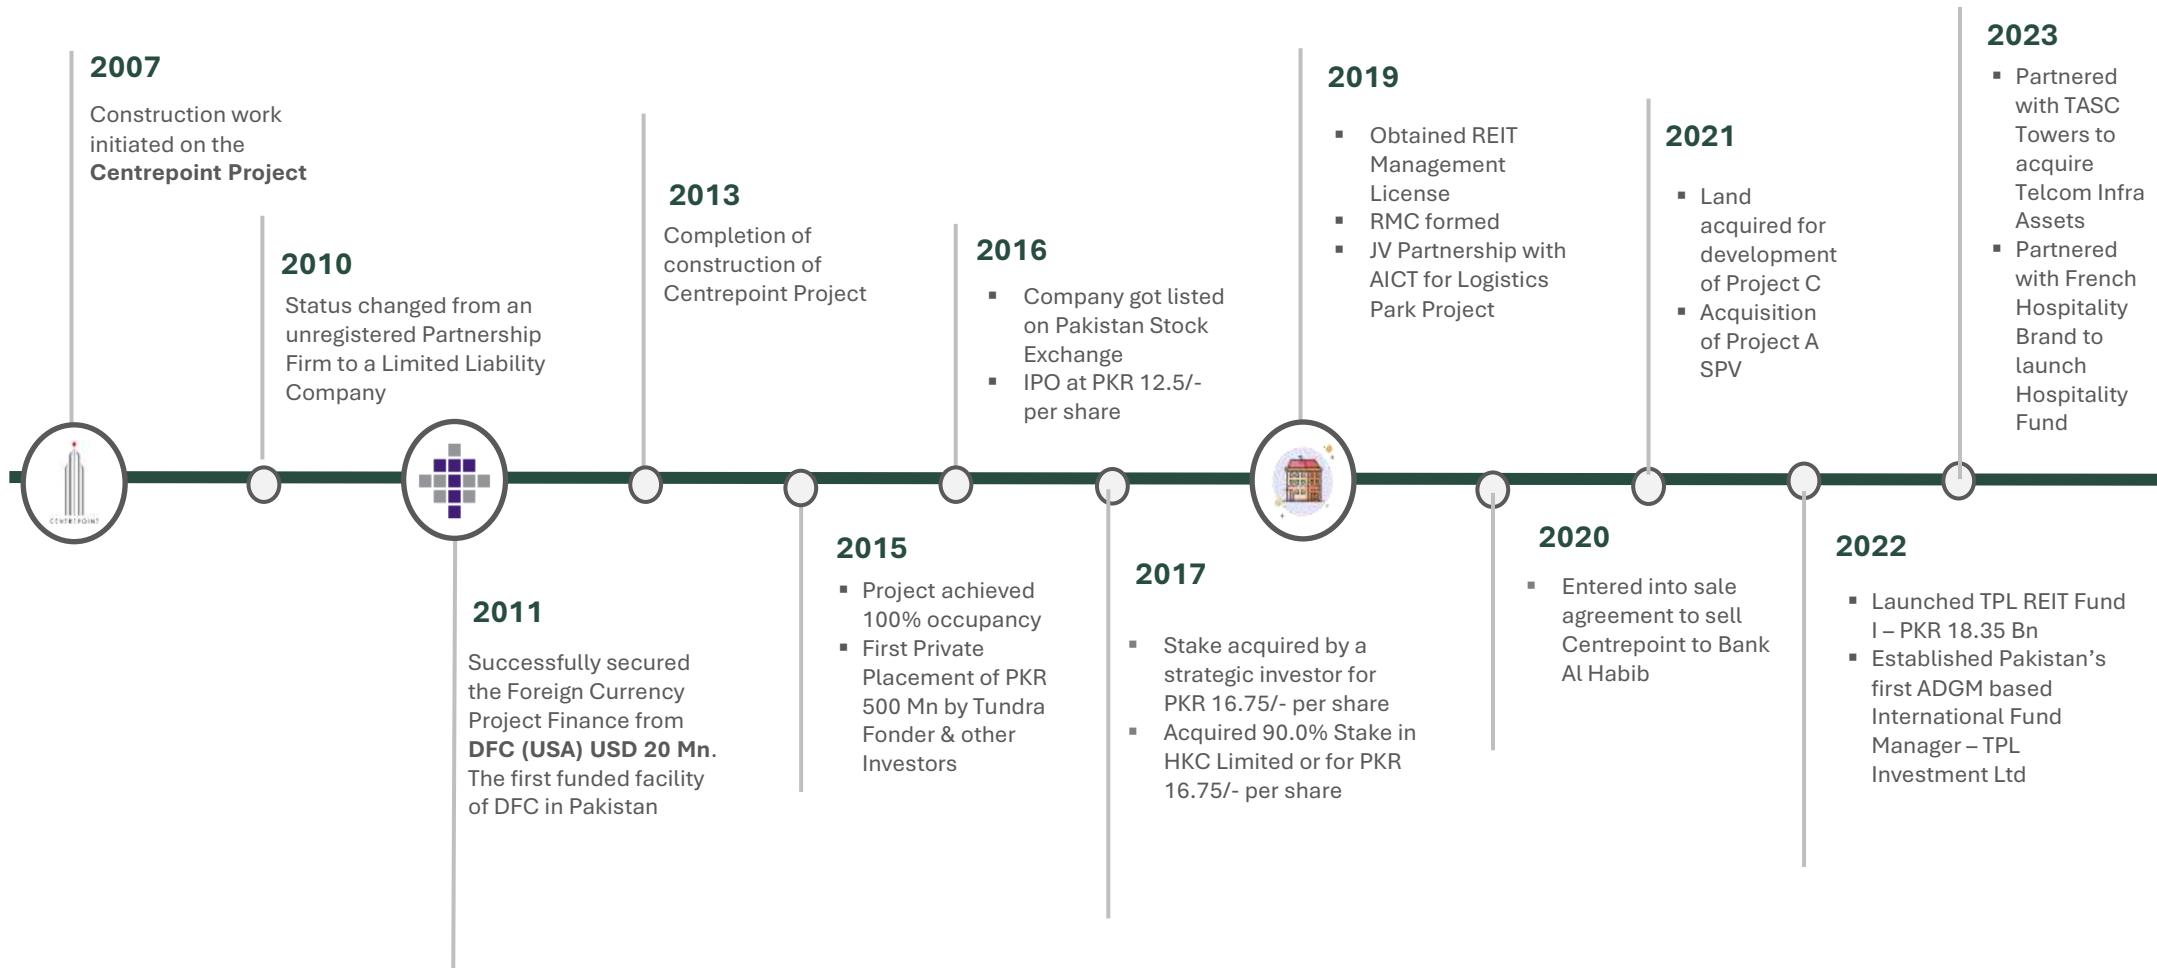 2007
Construction work
initiated on the
Centrepoint Project
2010
Status changed from an
unregistered Partnership
Firm to a Limited Liability
Company
2011
Successfully secured
the Foreign Currency
Project Finance from
DFC (USA) USD 20 Mn.
The first funded facility
of DFC in Pakistan
2013
Completion of
construction of
Centrepoint Project
2015
▪ Project achieved
100% occupancy
▪ First Private
Placement of PKR
500 Mn by Tundra
Fonder & other
Investors
2016
▪ Company got listed
on Pakistan Stock
Exchange
▪ IPO at PKR 12.5/-
per share
2017
▪ Stake acquired by a
strategic investor for
PKR 16.75/- per share
▪ Acquired 90.0% Stake in
HKC Limited or for PKR
16.75/- per share
2019
▪ Obtained REIT
Management
License
▪ RMC formed
▪ JV Partnership with
AICT for Logistics
Park Project
2020
▪ Entered into sale
agreement to sell
Centrepoint to Bank
Al Habib
2021
▪ Land
acquired for
development
of Project C
▪ Acquisition
of Project A
SPV
2022
▪ Launched TPL REIT Fund
I – PKR 18.35 Bn
▪ Established Pakistan’s
first ADGM based
International Fund
Manager – TPL
Investment Ltd
2023
▪ Partnered
with TASC
Towers to
acquire
Telcom Infra
Assets
▪ Partnered
with French
Hospitality
Brand to
launch
Hospitality
Fund
CENTREPOINT